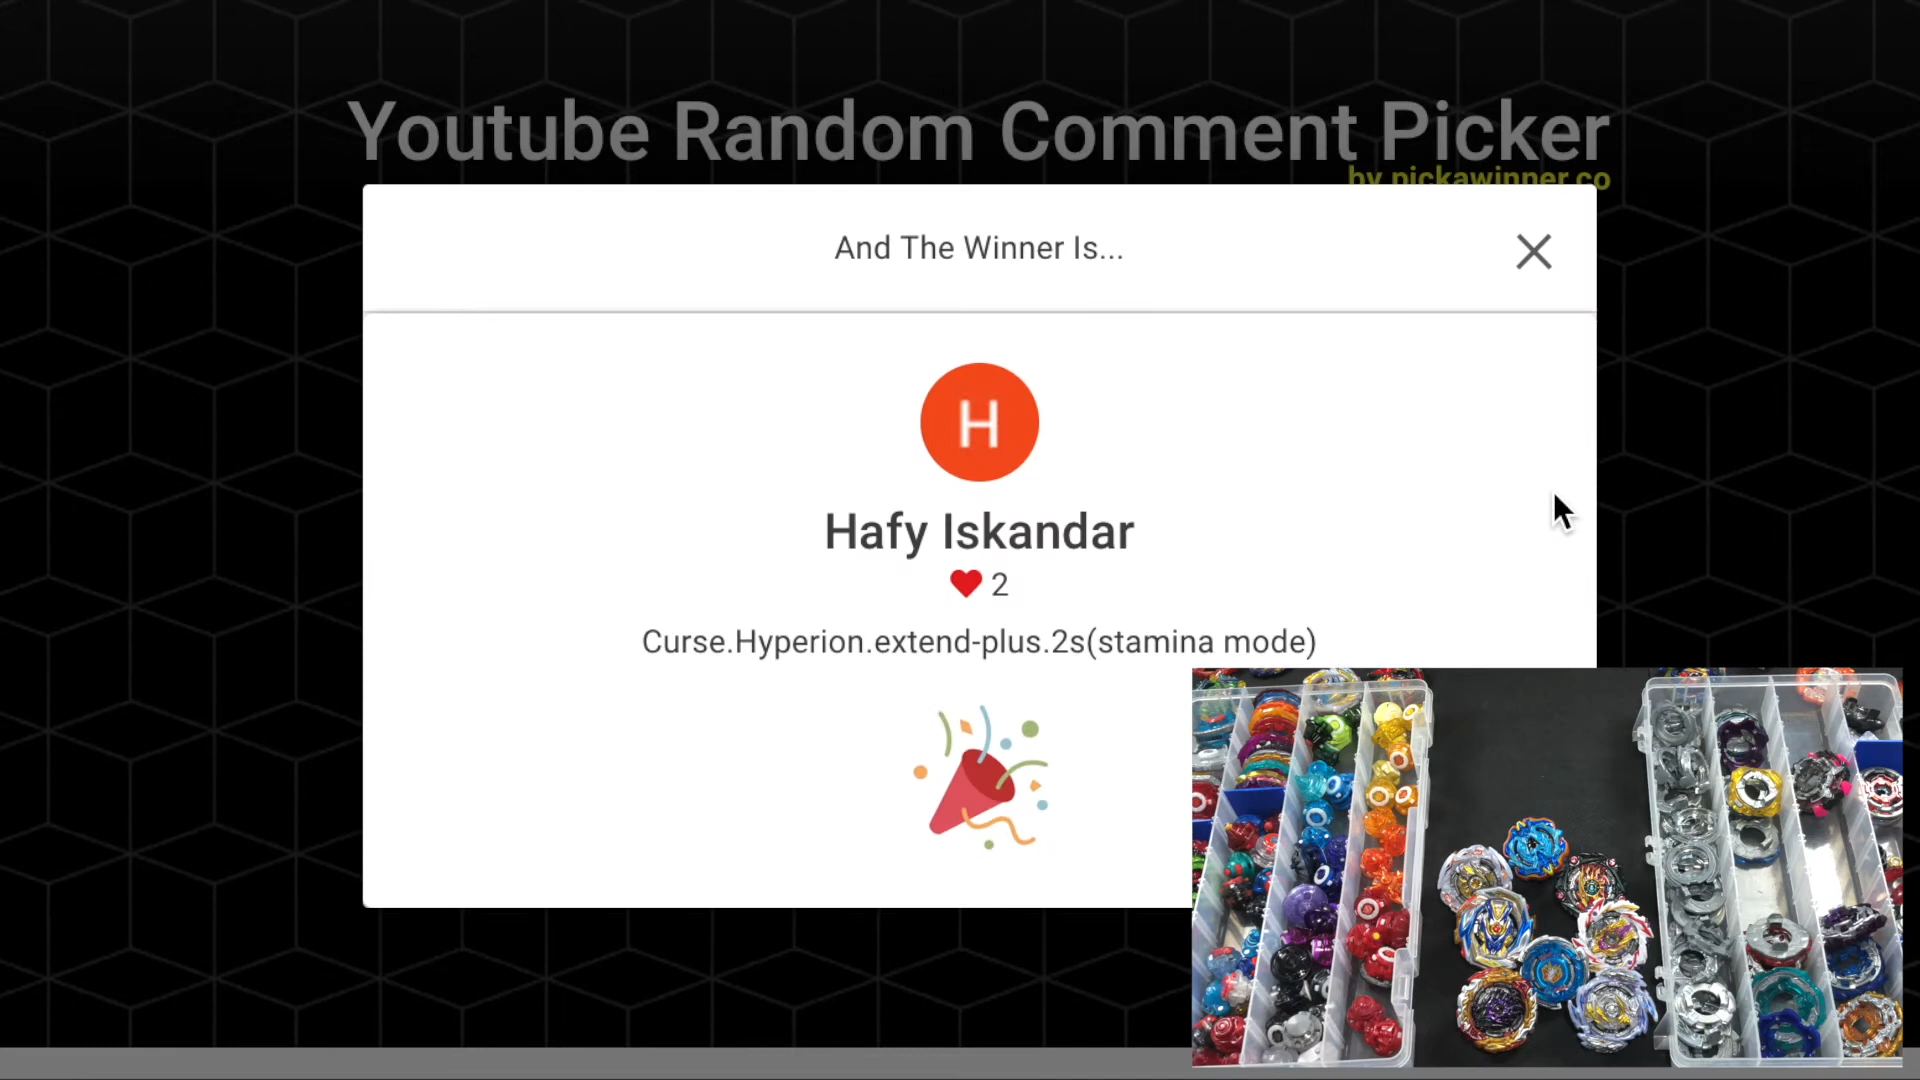 Youtube Random Comment Picker
by pickawinner.co
And The Winner Is...
H
Hafy Iskandar
2
Curse.Hyperion.extend-plus.2s(stamina mode)